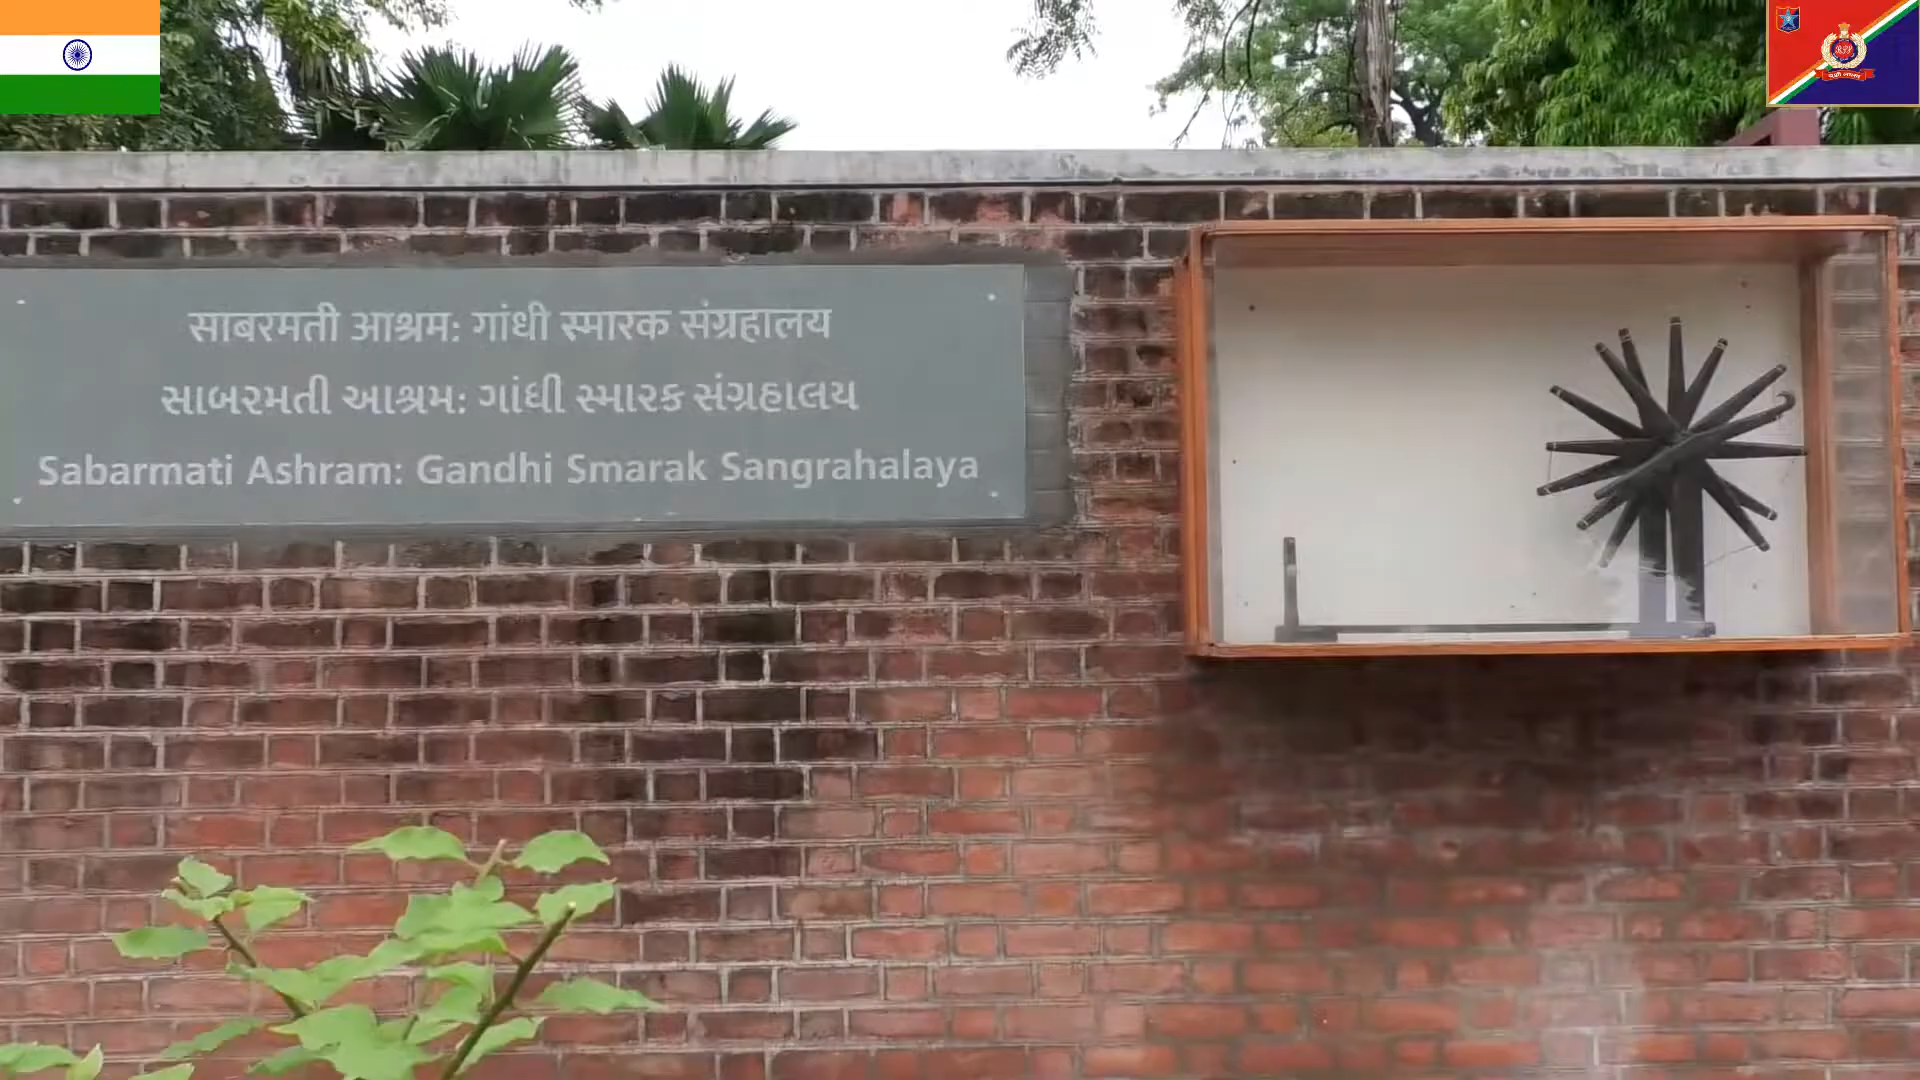 साबरमती आश्रम: गांधी स्मारक संग्रहालय
સાબરમતી આશ્રમ: ગાંધી સ્મારક સંગ્રહાલય
Sabarmati Ashram: Gandhi Smarak Sangrahalaya